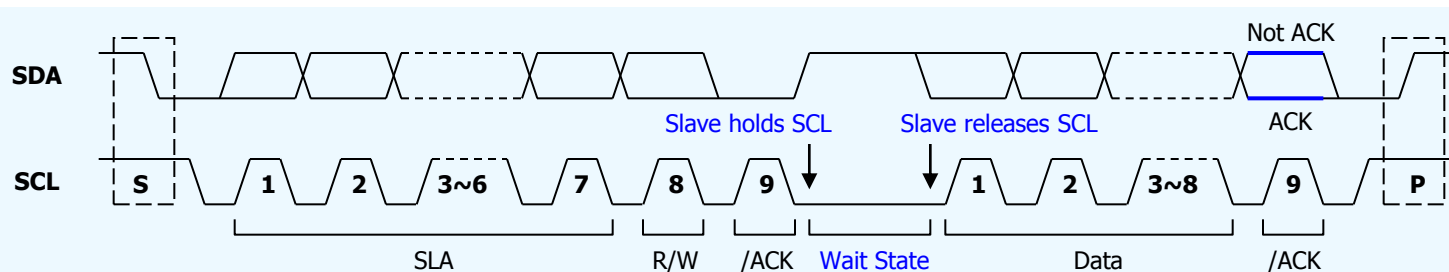 Not ACK
SDA
Slave holds SCL Slave releases SCL ACK
SCL S 1 2 3~6 7 8 9 1 2 3~8 9 P
SLA R/W /ACK Wait State Data /ACK